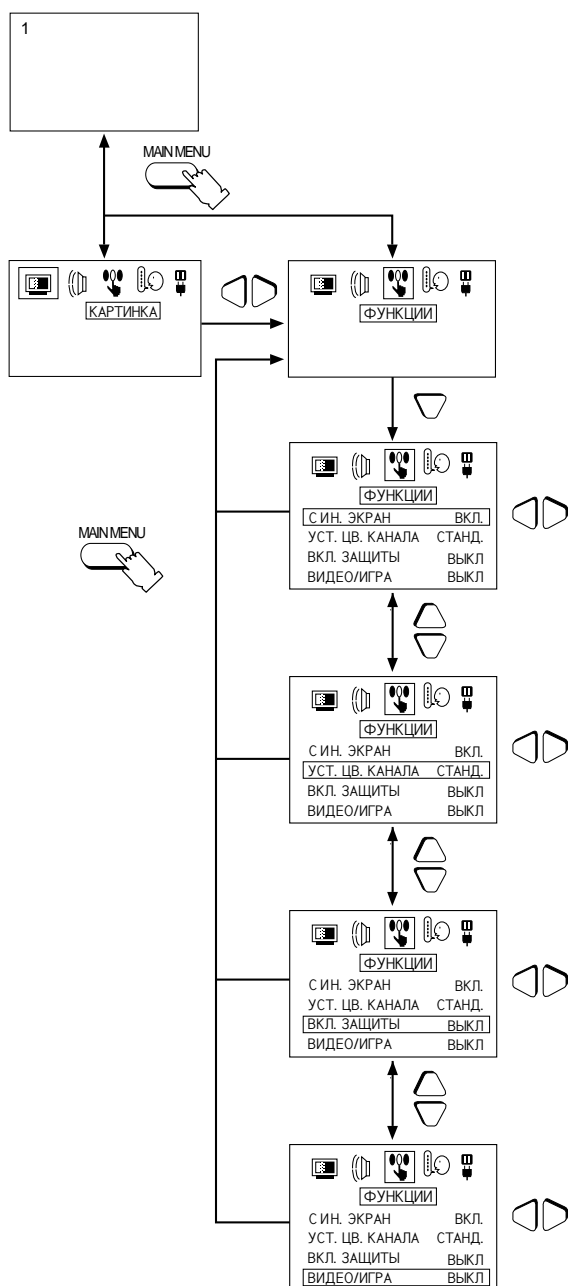 1
MAIN MENU
КАРТИНКА
ФУНКЦИИ
ФУНКЦИИ
СИН. ЭКРАН ВКЛ.
УСТ. ЦВ. КАНАЛА СТАНД.
ВКЛ. ЗАЩИТЫ ВЫКЛ
ВИДЕО/ИГРА ВЫКЛ
MAIN MENU
ФУНКЦИИ
СИН. ЭКРАН ВКЛ.
УСТ. ЦВ. КАНАЛА СТАНД.
ВКЛ. ЗАЩИТЫ ВЫКЛ
ВИДЕО/ИГРА ВЫКЛ
ФУНКЦИИ
СИН. ЭКРАН ВКЛ.
УСТ. ЦВ. КАНАЛА СТАНД.
ВКЛ. ЗАЩИТЫ ВЫКЛ
ВИДЕО/ИГРА ВЫКЛ
ФУНКЦИИ
СИН. ЭКРАН ВКЛ.
УСТ. ЦВ. КАНАЛА СТАНД.
ВКЛ. ЗАЩИТЫ ВЫКЛ
ВИДЕО/ИГРА ВЫКЛ